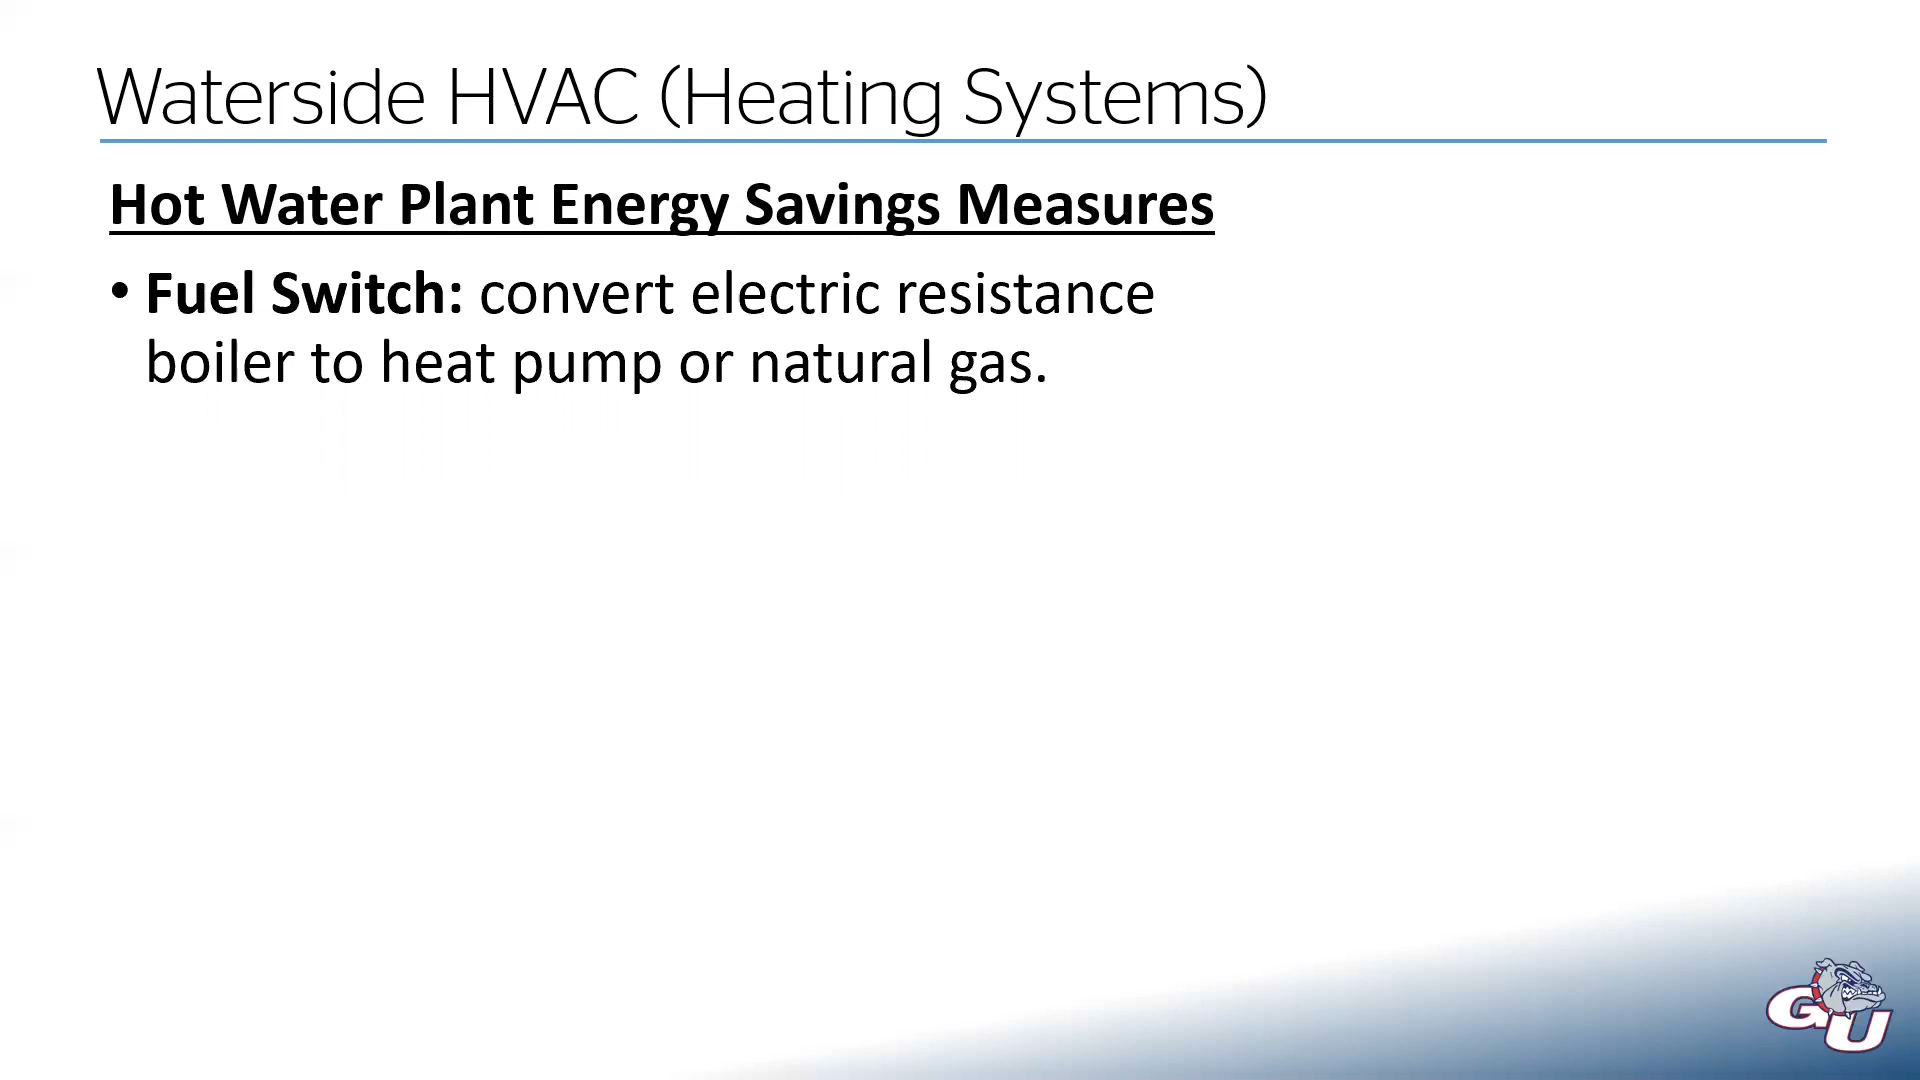 Waterside HVAC (Heating Systems)
Hot Water Plant Energy Savings Measures
• Fuel Switch: convert electric resistance
boiler to heat pump or natural gas.
GU